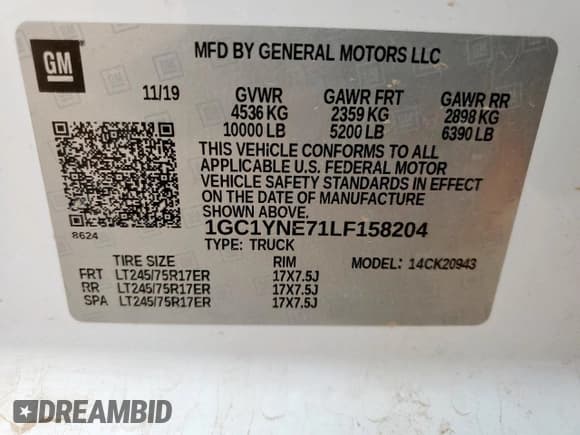 GM
MFD BY GENERAL MOTORS LLC
11/19 GVWR GAWR FRT GAWR RR
4536 KG 2359 KG 2898 KG
10000 LB 5200 LB 6390 LB
THIS VEHICLE CONFORMS TO ALL
APPLICABLE U.S. FEDERAL MOTOR
VEHICLE SAFETY STANDARDS IN EFFECT
ON THE DATE OF MANUFACTURE
SHOWN ABOVE.
8624
1GC1YNE71LF158204
TYPE: TRUCK
TIRE SIZE RIM MODEL: 14CK20943
FRT LT245/75R17ER 17X7.5J
RR LT245/75R17ER 17X7.5J
SPA LT245/75R17ER 17X7.5J
DREAMBID